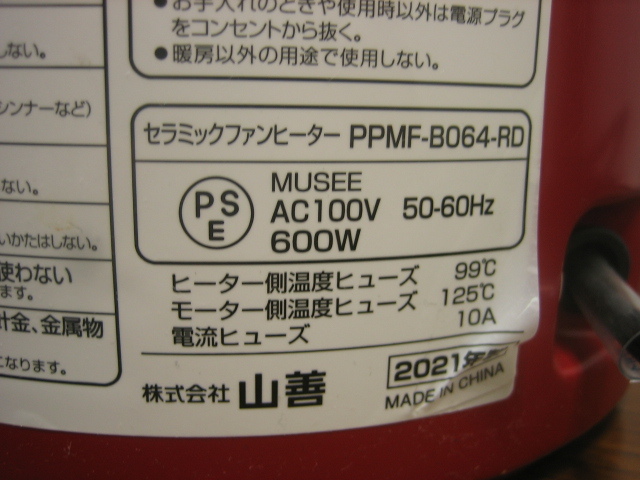 しない。
シンナーなど)
ない。
いかたはしない。
使わない
ます。
計金、金属物
になります。
●お手入れのときや使用時以外は電源プラグ
をコンセントから抜く。
●暖房以外の用途で使用しない。
セラミックファンヒーター PPMF-B064-RD
PSE
MUSEE
AC100V 50-60Hz
600W
ヒーター側温度ヒューズ 99℃
モーター側温度ヒューズ 125℃
電流ヒューズ 10A
株式会社 山善
2021年製
MADE IN CHINA